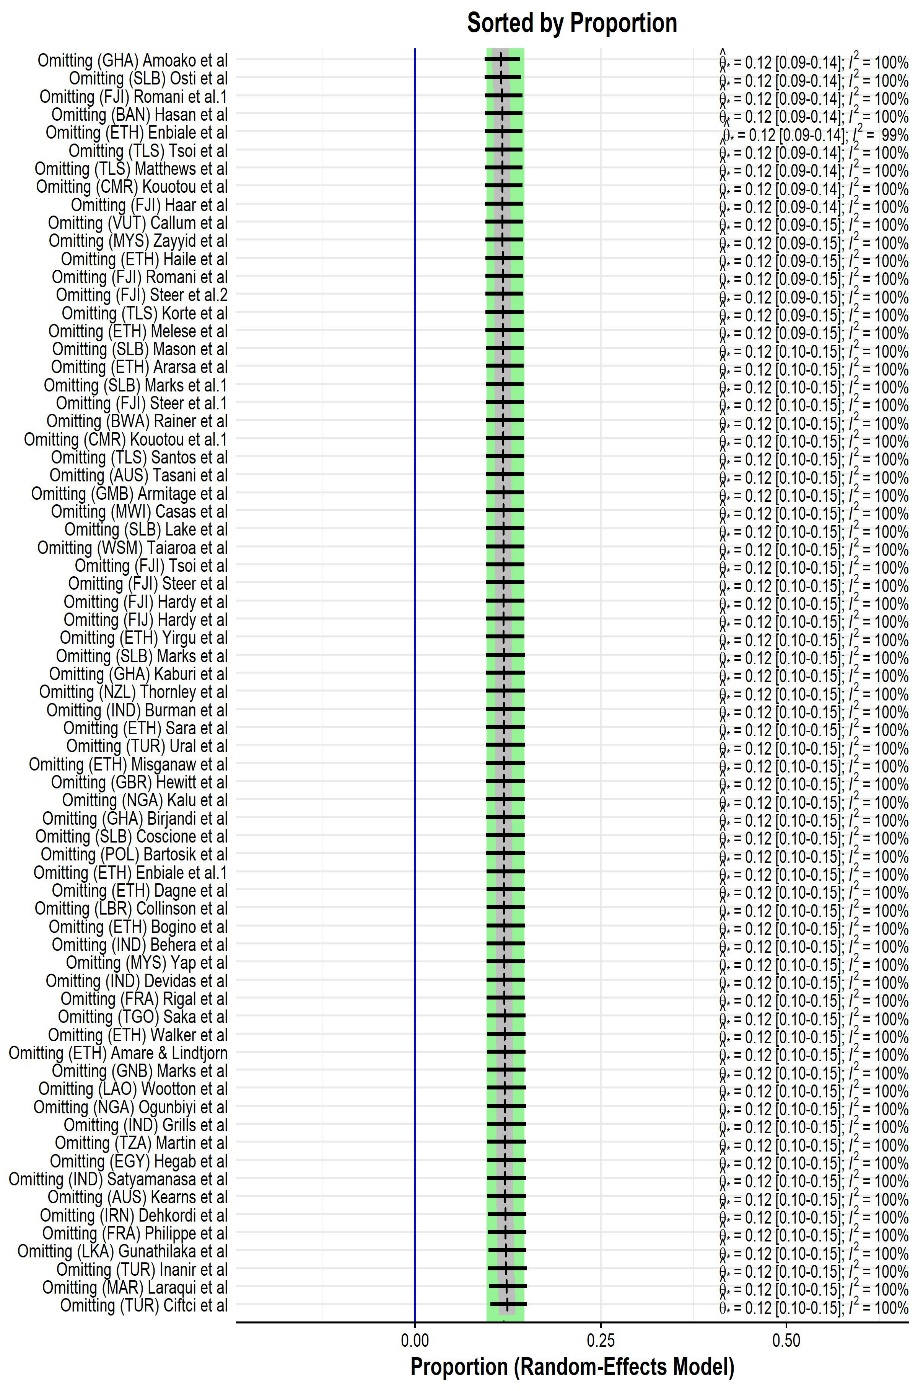 Sorted by Proportion
Omitting (GHA) Amoako et al θ̂* = 0.12 [0.09-0.14]; I² = 100%
Omitting (SLB) Osti et al θ̂* = 0.12 [0.09-0.14]; I² = 100%
Omitting (FJI) Romani et al.1 θ̂* = 0.12 [0.09-0.14]; I² = 100%
Omitting (BAN) Hasan et al θ̂* = 0.12 [0.09-0.14]; I² = 100%
Omitting (ETH) Enbiale et al θ̂* = 0.12 [0.09-0.14]; I² = 99%
Omitting (TLS) Tsoi et al θ̂* = 0.12 [0.09-0.14]; I² = 100%
Omitting (TLS) Matthews et al θ̂* = 0.12 [0.09-0.14]; I² = 100%
Omitting (CMR) Kouotou et al θ̂* = 0.12 [0.09-0.14]; I² = 100%
Omitting (FJI) Haar et al θ̂* = 0.12 [0.09-0.14]; I² = 100%
Omitting (VUT) Callum et al θ̂* = 0.12 [0.09-0.15]; I² = 100%
Omitting (MYS) Zayyid et al θ̂* = 0.12 [0.09-0.15]; I² = 100%
Omitting (ETH) Haile et al θ̂* = 0.12 [0.09-0.15]; I² = 100%
Omitting (FJI) Romani et al θ̂* = 0.12 [0.09-0.15]; I² = 100%
Omitting (FJI) Steer et al.2 θ̂* = 0.12 [0.09-0.15]; I² = 100%
Omitting (TLS) Korte et al θ̂* = 0.12 [0.09-0.15]; I² = 100%
Omitting (ETH) Melese et al θ̂* = 0.12 [0.09-0.15]; I² = 100%
Omitting (SLB) Mason et al θ̂* = 0.12 [0.10-0.15]; I² = 100%
Omitting (ETH) Ararsa et al θ̂* = 0.12 [0.10-0.15]; I² = 100%
Omitting (SLB) Marks et al.1 θ̂* = 0.12 [0.10-0.15]; I² = 100%
Omitting (FJI) Steer et al.1 θ̂* = 0.12 [0.10-0.15]; I² = 100%
Omitting (BWA) Rainer et al θ̂* = 0.12 [0.10-0.15]; I² = 100%
Omitting (CMR) Kouotou et al.1 θ̂* = 0.12 [0.10-0.15]; I² = 100%
Omitting (TLS) Santos et al θ̂* = 0.12 [0.10-0.15]; I² = 100%
Omitting (AUS) Tasani et al θ̂* = 0.12 [0.10-0.15]; I² = 100%
Omitting (GMB) Armitage et al θ̂* = 0.12 [0.10-0.15]; I² = 100%
Omitting (MWI) Casas et al θ̂* = 0.12 [0.10-0.15]; I² = 100%
Omitting (SLB) Lake et al θ̂* = 0.12 [0.10-0.15]; I² = 100%
Omitting (WSM) Taiaroa et al θ̂* = 0.12 [0.10-0.15]; I² = 100%
Omitting (FJI) Tsoi et al θ̂* = 0.12 [0.10-0.15]; I² = 100%
Omitting (FJI) Steer et al θ̂* = 0.12 [0.10-0.15]; I² = 100%
Omitting (FJI) Hardy et al θ̂* = 0.12 [0.10-0.15]; I² = 100%
Omitting (FIJ) Hardy et al θ̂* = 0.12 [0.10-0.15]; I² = 100%
Omitting (ETH) Yirgu et al θ̂* = 0.12 [0.10-0.15]; I² = 100%
Omitting (SLB) Marks et al θ̂* = 0.12 [0.10-0.15]; I² = 100%
Omitting (GHA) Kaburi et al θ̂* = 0.12 [0.10-0.15]; I² = 100%
Omitting (NZL) Thornley et al θ̂* = 0.12 [0.10-0.15]; I² = 100%
Omitting (IND) Burman et al θ̂* = 0.12 [0.10-0.15]; I² = 100%
Omitting (ETH) Sara et al θ̂* = 0.12 [0.10-0.15]; I² = 100%
Omitting (TUR) Ural et al θ̂* = 0.12 [0.10-0.15]; I² = 100%
Omitting (ETH) Misganaw et al θ̂* = 0.12 [0.10-0.15]; I² = 100%
Omitting (GBR) Hewitt et al θ̂* = 0.12 [0.10-0.15]; I² = 100%
Omitting (NGA) Kalu et al θ̂* = 0.12 [0.10-0.15]; I² = 100%
Omitting (GHA) Birjandi et al θ̂* = 0.12 [0.10-0.15]; I² = 100%
Omitting (SLB) Coscione et al θ̂* = 0.12 [0.10-0.15]; I² = 100%
Omitting (POL) Bartosik et al θ̂* = 0.12 [0.10-0.15]; I² = 100%
Omitting (ETH) Enbiale et al.1 θ̂* = 0.12 [0.10-0.15]; I² = 100%
Omitting (ETH) Dagne et al θ̂* = 0.12 [0.10-0.15]; I² = 100%
Omitting (LBR) Collinson et al θ̂* = 0.12 [0.10-0.15]; I² = 100%
Omitting (ETH) Bogino et al θ̂* = 0.12 [0.10-0.15]; I² = 100%
Omitting (IND) Behera et al θ̂* = 0.12 [0.10-0.15]; I² = 100%
Omitting (MYS) Yap et al θ̂* = 0.12 [0.10-0.15]; I² = 100%
Omitting (IND) Devidas et al θ̂* = 0.12 [0.10-0.15]; I² = 100%
Omitting (FRA) Rigal et al θ̂* = 0.12 [0.10-0.15]; I² = 100%
Omitting (TGO) Saka et al θ̂* = 0.12 [0.10-0.15]; I² = 100%
Omitting (ETH) Walker et al θ̂* = 0.12 [0.10-0.15]; I² = 100%
Omitting (ETH) Amare & Lindtjorn θ̂* = 0.12 [0.10-0.15]; I² = 100%
Omitting (GNB) Marks et al θ̂* = 0.12 [0.10-0.15]; I² = 100%
Omitting (LAO) Wootton et al θ̂* = 0.12 [0.10-0.15]; I² = 100%
Omitting (NGA) Ogunbiyi et al θ̂* = 0.12 [0.10-0.15]; I² = 100%
Omitting (IND) Grills et al θ̂* = 0.12 [0.10-0.15]; I² = 100%
Omitting (TZA) Martin et al θ̂* = 0.12 [0.10-0.15]; I² = 100%
Omitting (EGY) Hegab et al θ̂* = 0.12 [0.10-0.15]; I² = 100%
Omitting (IND) Satyamanasa et al θ̂* = 0.12 [0.10-0.15]; I² = 100%
Omitting (AUS) Kearns et al θ̂* = 0.12 [0.10-0.15]; I² = 100%
Omitting (IRN) Dehkordi et al θ̂* = 0.12 [0.10-0.15]; I² = 100%
Omitting (FRA) Philippe et al θ̂* = 0.12 [0.10-0.15]; I² = 100%
Omitting (LKA) Gunathilaka et al θ̂* = 0.12 [0.10-0.15]; I² = 100%
Omitting (TUR) Inanir et al θ̂* = 0.12 [0.10-0.15]; I² = 100%
Omitting (MAR) Laraqui et al θ̂* = 0.12 [0.10-0.15]; I² = 100%
Omitting (TUR) Ciftci et al θ̂* = 0.12 [0.10-0.15]; I² = 100%
0.00 0.25 0.50
Proportion (Random-Effects Model)